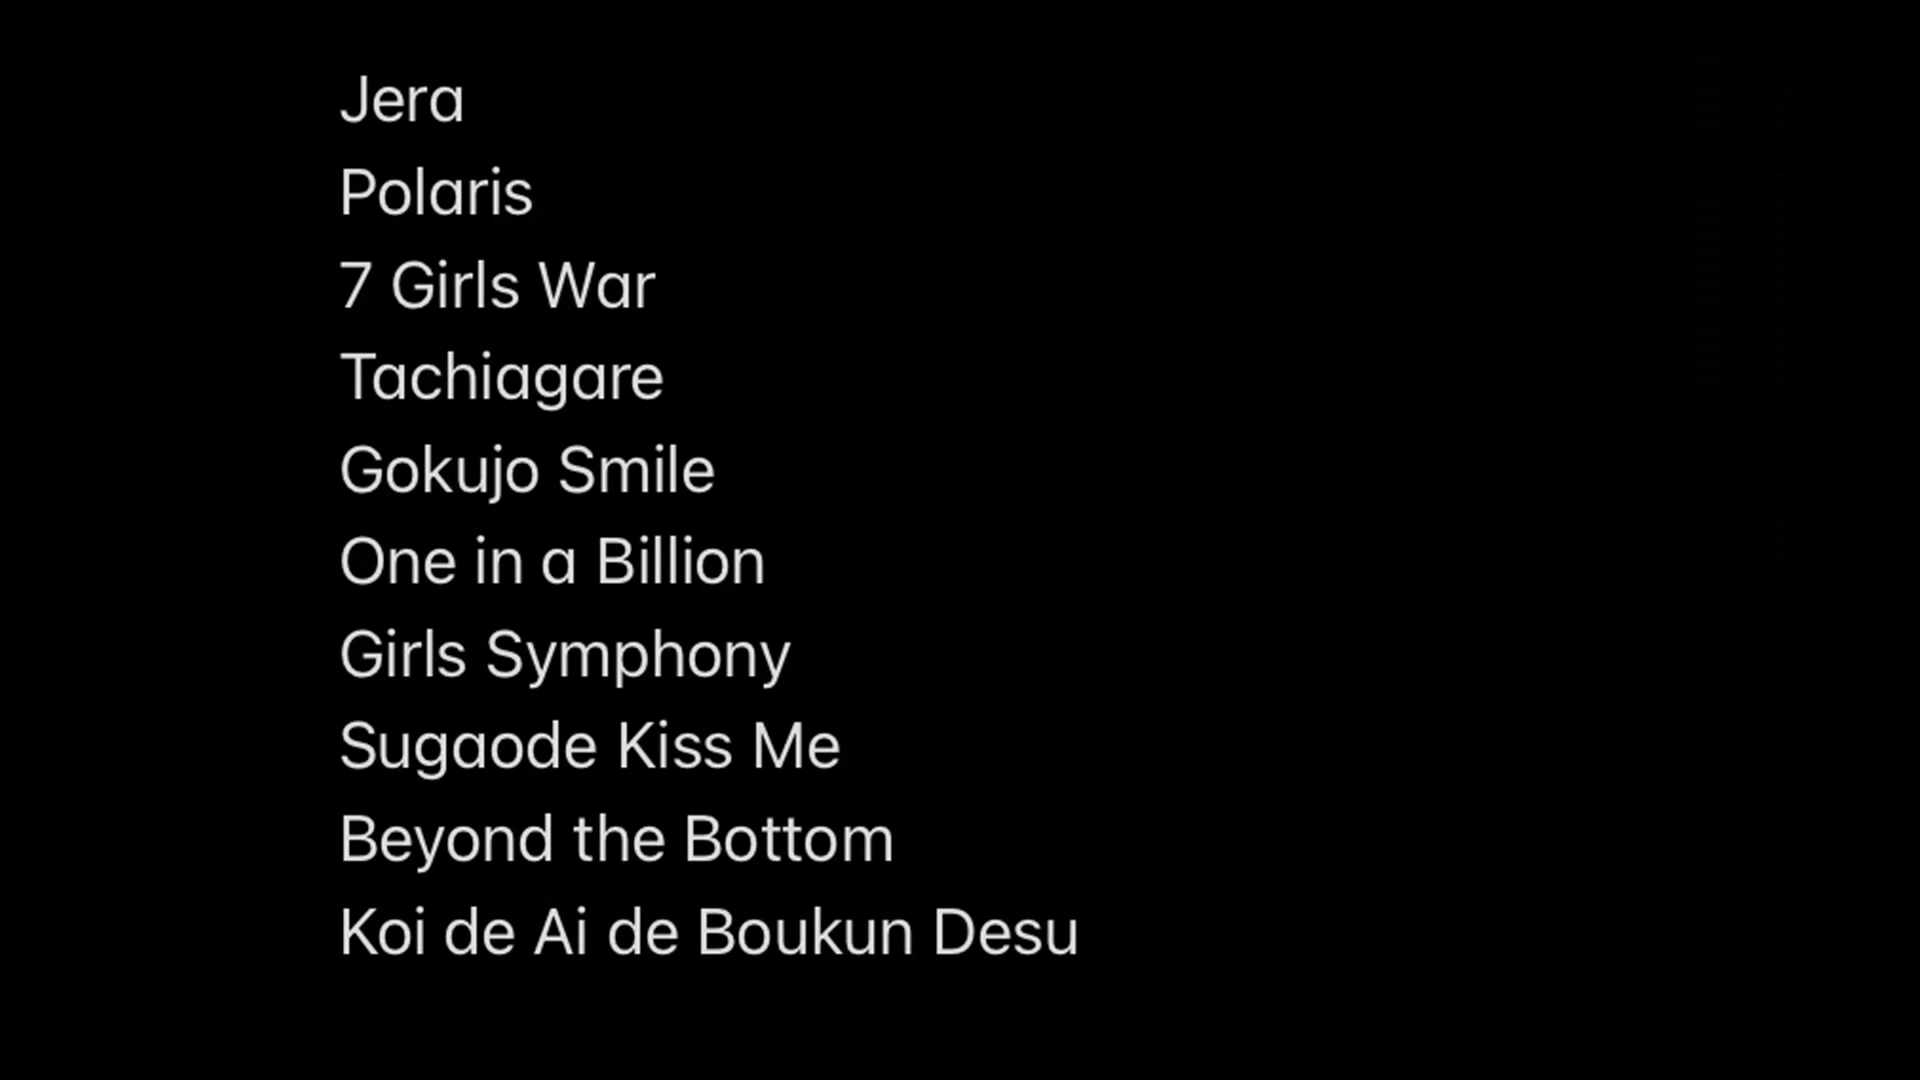 Jera
Polaris
7 Girls War
Tachiagare
Gokujo Smile
One in a Billion
Girls Symphony
Sugaode Kiss Me
Beyond the Bottom
Koi de Ai de Boukun Desu